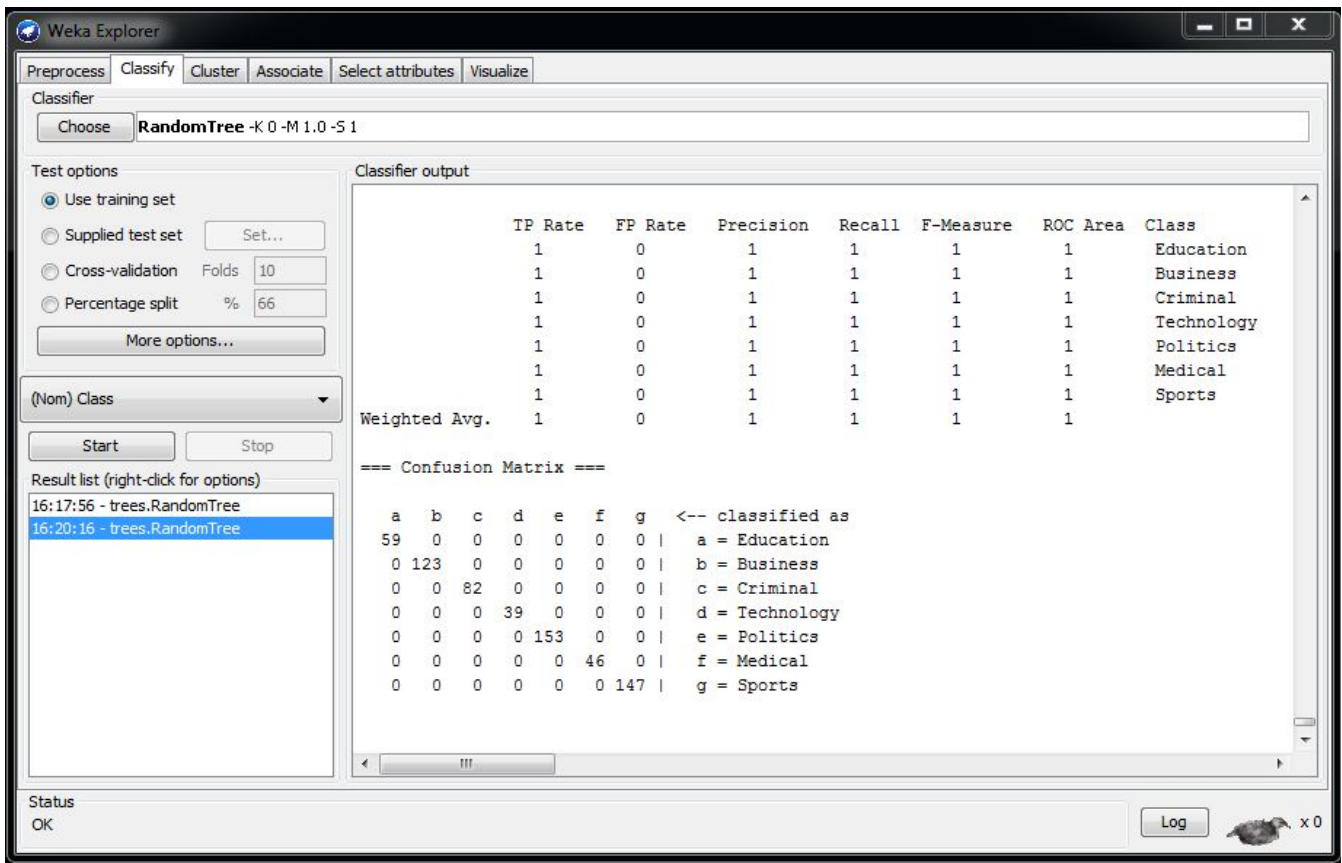 Weka Explorer
Preprocess Classify Cluster Associate Select attributes Visualize
Classifier
Choose RandomTree -K 0 -M 1.0 -S 1
Test options
Use training set
Supplied test set Set...
Cross-validation Folds 10
Percentage split % 66
More options...
(Nom) Class
Start Stop
Result list (right-click for options)
16:17:56 - trees.RandomTree
16:20:16 - trees.RandomTree
Classifier output
TP Rate FP Rate Precision Recall F-Measure ROC Area Class
1 0 1 1 1 1 Education
1 0 1 1 1 1 Business
1 0 1 1 1 1 Criminal
1 0 1 1 1 1 Technology
1 0 1 1 1 1 Politics
1 0 1 1 1 1 Medical
1 0 1 1 1 1 Sports
Weighted Avg. 1 0 1 1 1 1
=== Confusion Matrix ===
a b c d e f g <-- classified as
59 0 0 0 0 0 0 | a = Education
0 123 0 0 0 0 0 | b = Business
0 0 82 0 0 0 0 | c = Criminal
0 0 0 39 0 0 0 | d = Technology
0 0 0 0 153 0 0 | e = Politics
0 0 0 0 0 46 0 | f = Medical
0 0 0 0 0 0 147 | g = Sports
Status
OK
Log x 0